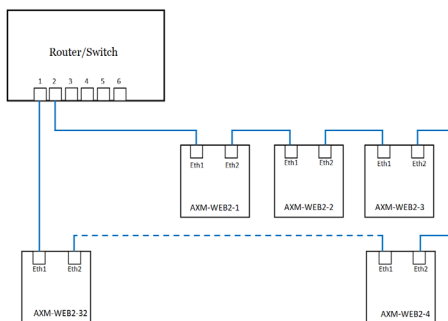 Router/Switch
1 2 3 4 5 6
Eth1 Eth2 Eth1 Eth2 Eth1 Eth2
AXM-WEB2-1 AXM-WEB2-2 AXM-WEB2-3
Eth1 Eth2 Eth1 Eth2
AXM-WEB2-32 AXM-WEB2-4